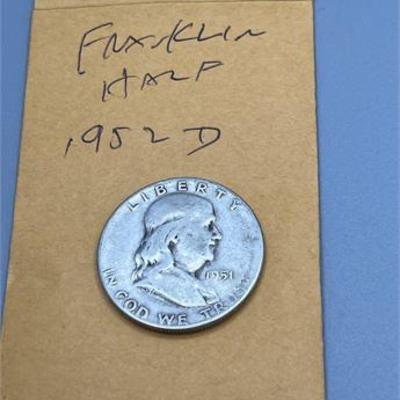 FRANKLIN
HALF
1952 D
LIBERTY
1951
IN GOD WE TRUST